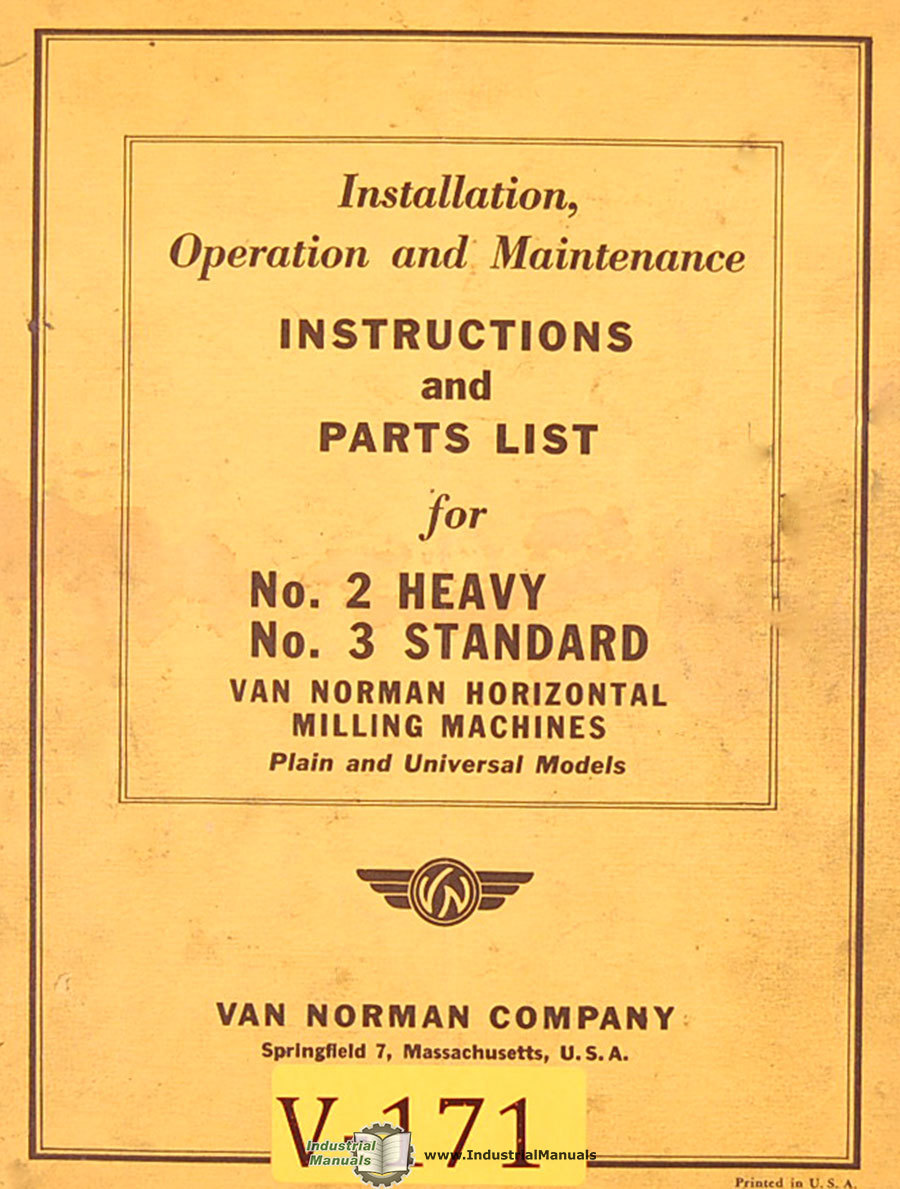 Installation,
Operation and Maintenance
INSTRUCTIONS
and
PARTS LIST
for
No. 2 HEAVY
No. 3 STANDARD
VAN NORMAN HORIZONTAL
MILLING MACHINES
Plain and Universal Models
VN
VAN NORMAN COMPANY
Springfield 7, Massachusetts, U.S.A.
V-171
Industrial
Manuals
www.IndustrialManuals
Printed in U. S. A.